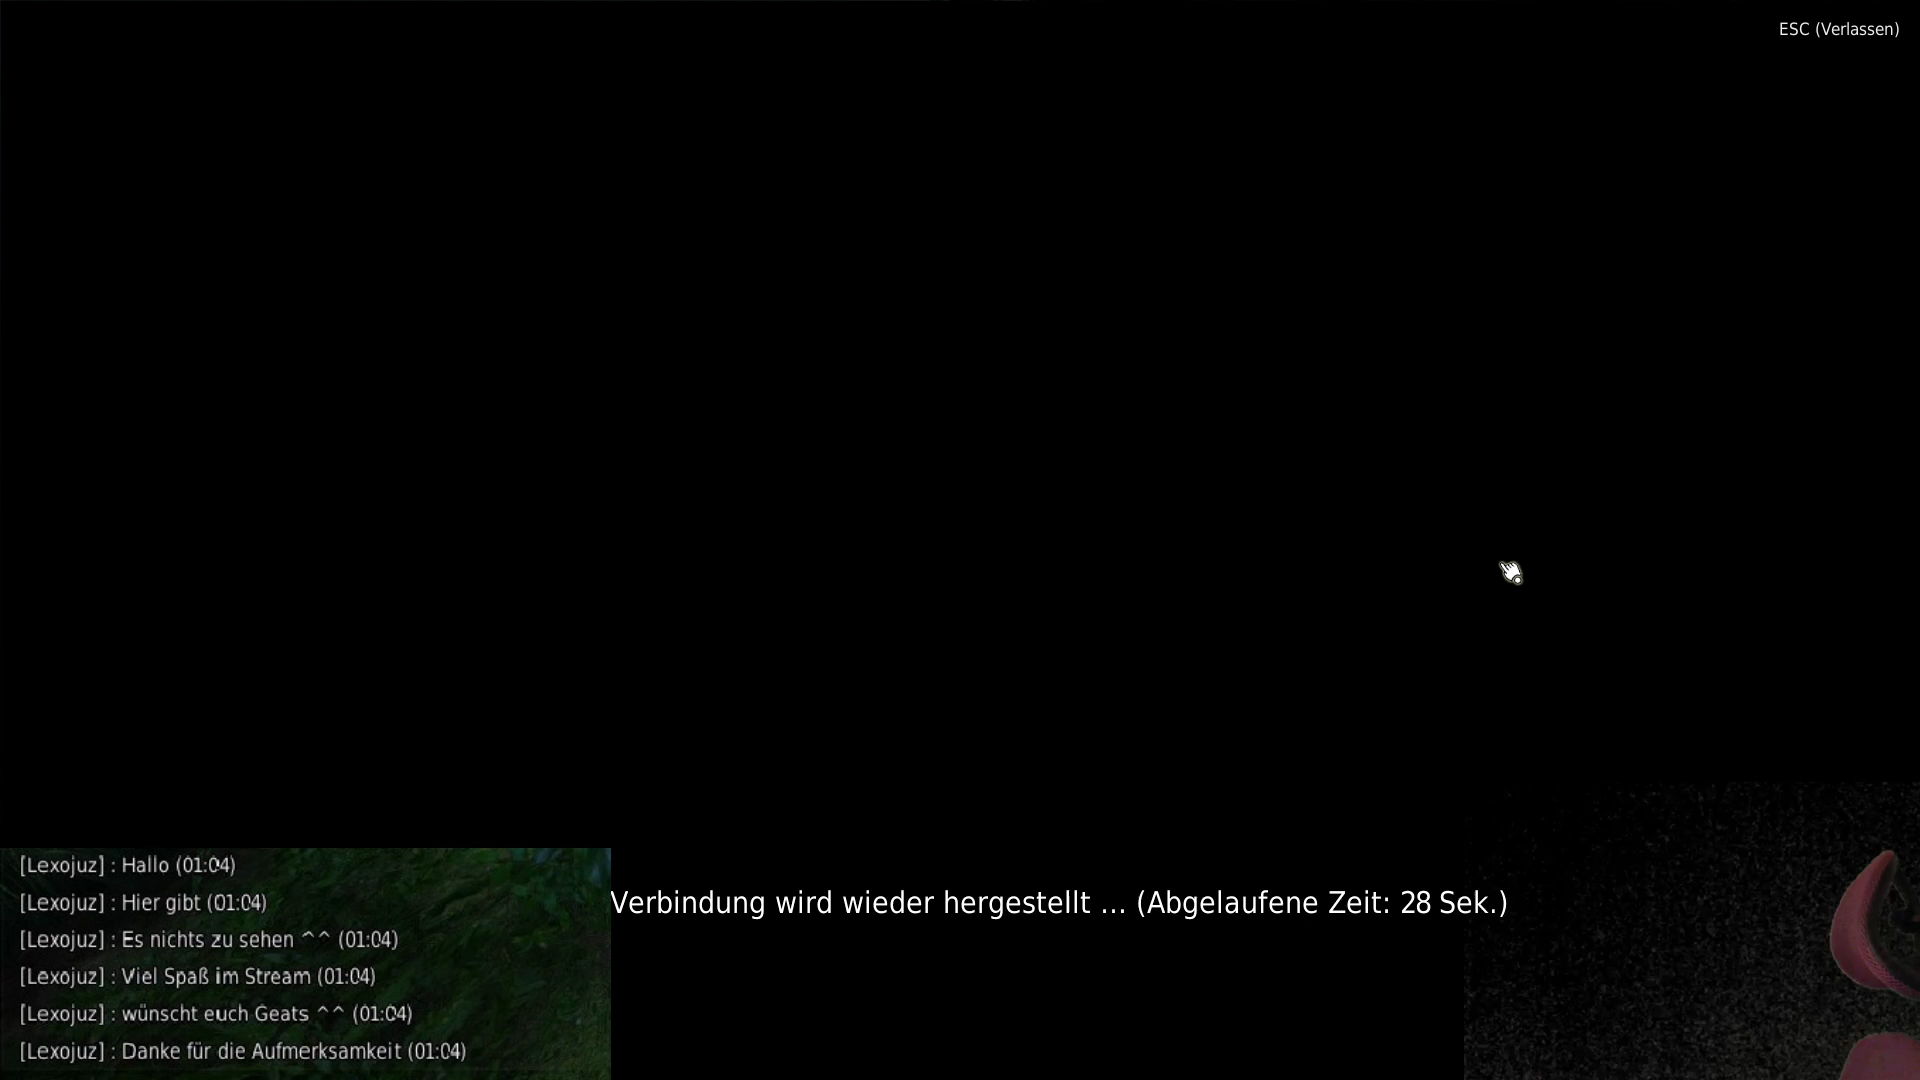 ESC (Verlassen)
[Lexojuz] : Hallo (01:04)
[Lexojuz] : Hier gibt (01:04)
[Lexojuz] : Es nichts zu sehen ^^ (01:04)
[Lexojuz] : Viel Spaß im Stream (01:04)
[Lexojuz] : wünscht euch Geats ^^ (01:04)
[Lexojuz] : Danke für die Aufmerksamkeit (01:04)
Verbindung wird wieder hergestellt ... (Abgelaufene Zeit: 28 Sek.)